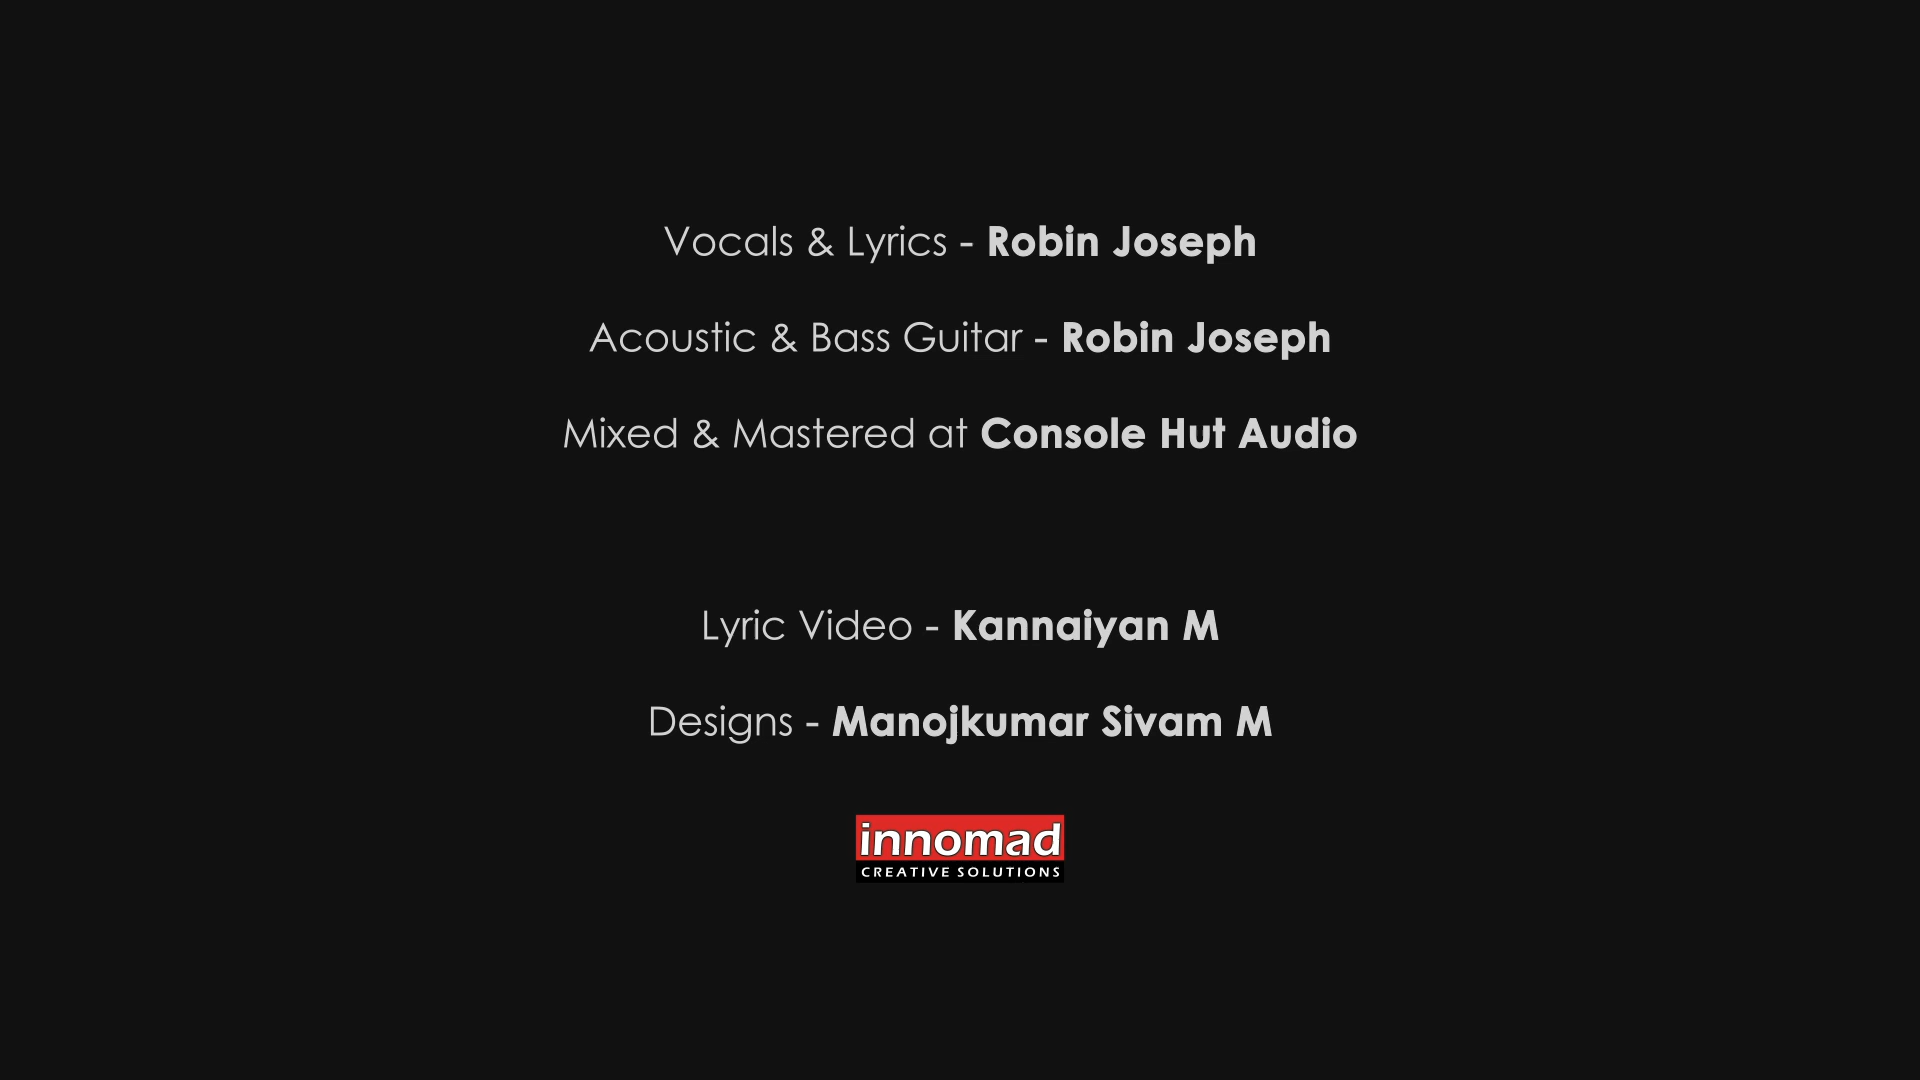 Vocals & Lyrics - Robin Joseph
Acoustic & Bass Guitar - Robin Joseph
Mixed & Mastered at Console Hut Audio
Lyric Video - Kannaiyan M
Designs - Manojkumar Sivam M
innomad
CREATIVE SOLUTIONS